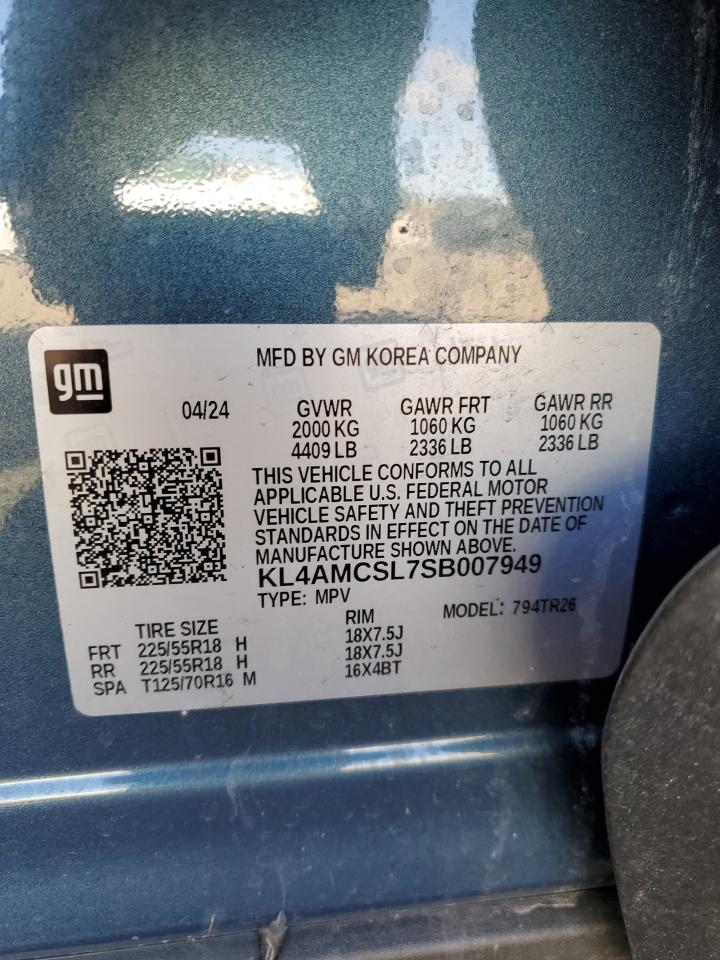 gm
MFD BY GM KOREA COMPANY
04/24
GVWR GAWR FRT GAWR RR
2000 KG 1060 KG 1060 KG
4409 LB 2336 LB 2336 LB
THIS VEHICLE CONFORMS TO ALL
APPLICABLE U.S. FEDERAL MOTOR
VEHICLE SAFETY AND THEFT PREVENTION
STANDARDS IN EFFECT ON THE DATE OF
MANUFACTURE SHOWN ABOVE.
KL4AMCSL7SB007949
TYPE: MPV MODEL: 794TR26
TIRE SIZE RIM
FRT 225/55R18 H 18X7.5J
RR 225/55R18 H 18X7.5J
SPA T125/70R16 M 16X4BT